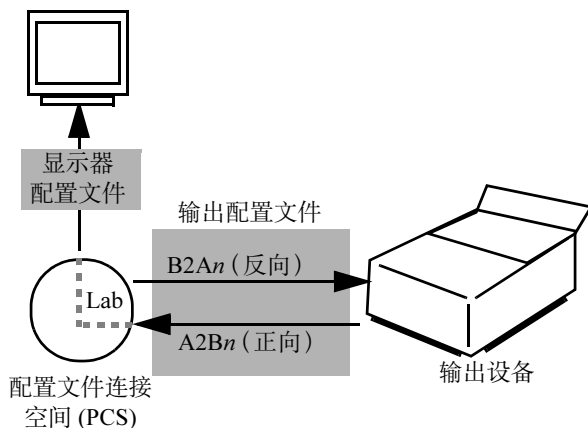 显示器
配置文件
输出配置文件
B2An（反向）
Lab
A2Bn（正向）
配置文件连接
空间 (PCS)
输出设备